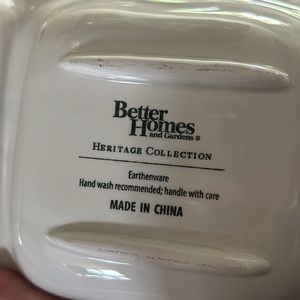 Better
Homes
and Gardens®
HERITAGE COLLECTION
Earthenware
Hand wash recommended; handle with care
MADE IN CHINA